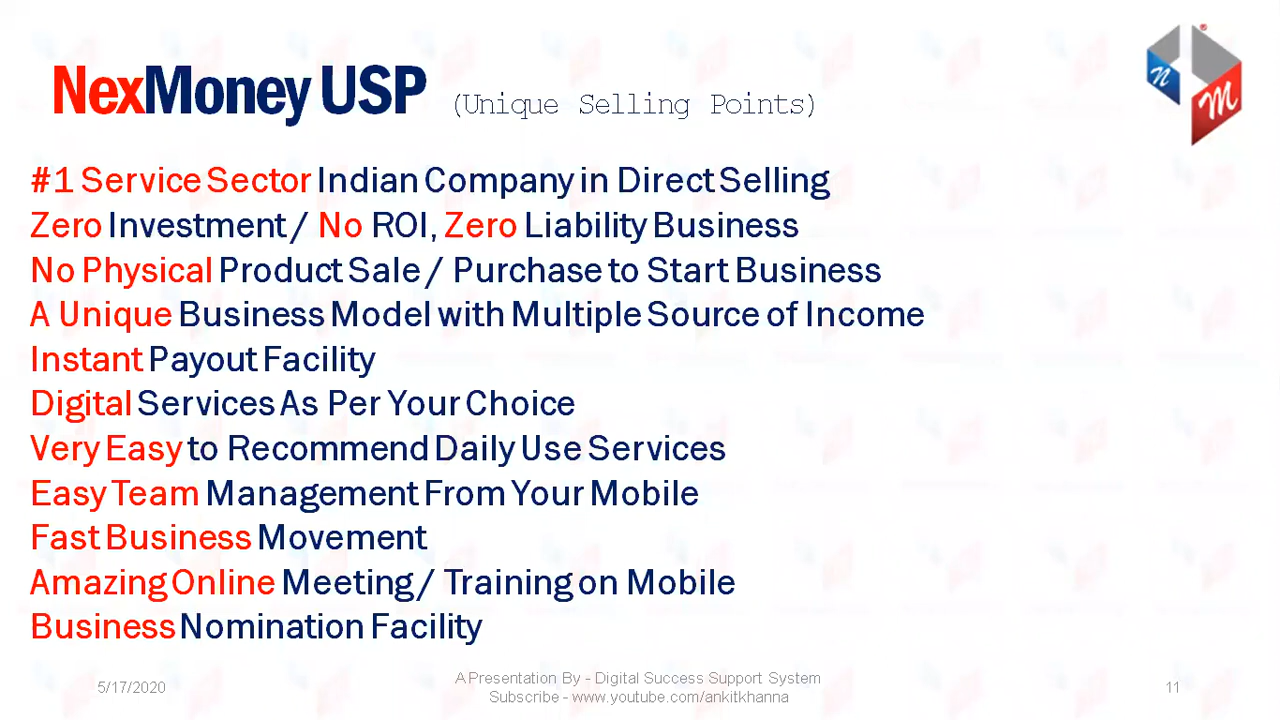 NexMoney USP (Unique Selling Points)
n
M
#1 Service Sector Indian Company in Direct Selling
Zero Investment / No ROI, Zero Liability Business
No Physical Product Sale / Purchase to Start Business
A Unique Business Model with Multiple Source of Income
Instant Payout Facility
Digital Services As Per Your Choice
Very Easy to Recommend Daily Use Services
Easy Team Management From Your Mobile
Fast Business Movement
Amazing Online Meeting / Training on Mobile
Business Nomination Facility
5/17/2020
A Presentation By - Digital Success Support System
Subscribe - www.youtube.com/ankitkhanna
11